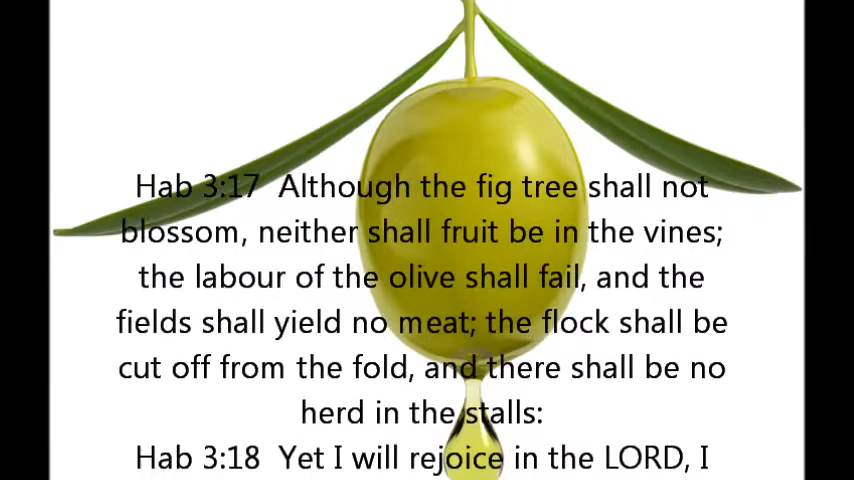 Hab 3:17  Although the fig tree shall not
blossom, neither shall fruit be in the vines;
the labour of the olive shall fail, and the
fields shall yield no meat; the flock shall be
cut off from the fold, and there shall be no
herd in the stalls:
Hab 3:18  Yet I will rejoice in the LORD, I